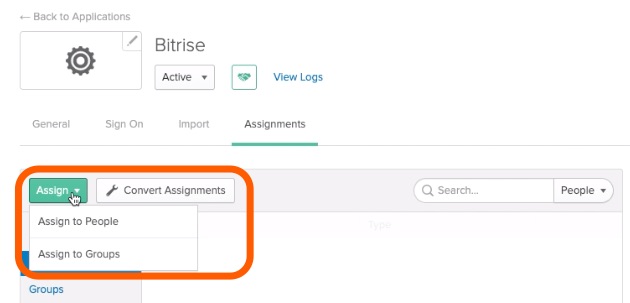 ← Back to Applications
Bitrise
Active ▾ View Logs
General Sign On Import Assignments
Assign ▾ Convert Assignments Search... People ▾
Assign to People
Type
Assign to Groups
Groups